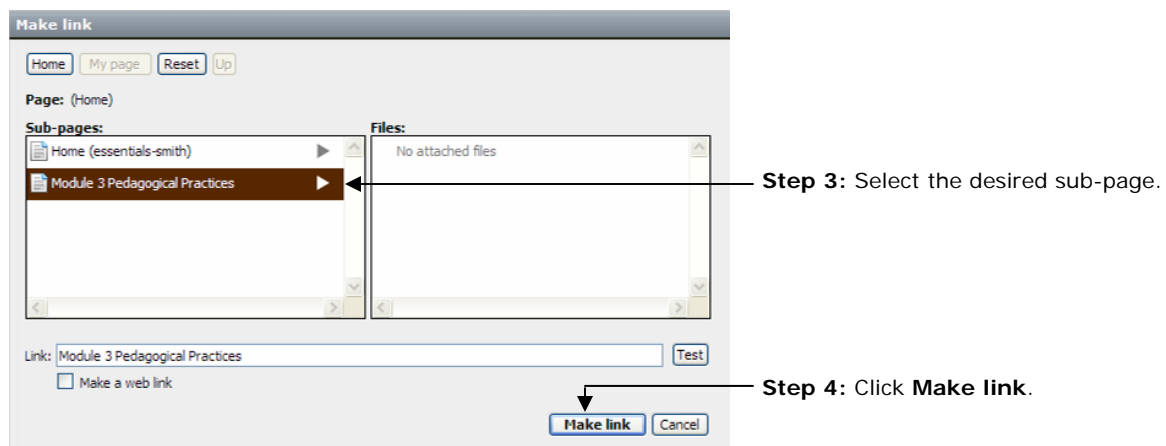 Make link
Home My page Reset Up
Page: (Home)
Sub-pages: Files:
Home (essentials-smith) No attached files
Module 3 Pedagogical Practices
Step 3: Select the desired sub-page.
Link: Module 3 Pedagogical Practices Test
Make a web link
Step 4: Click Make link.
Make link Cancel